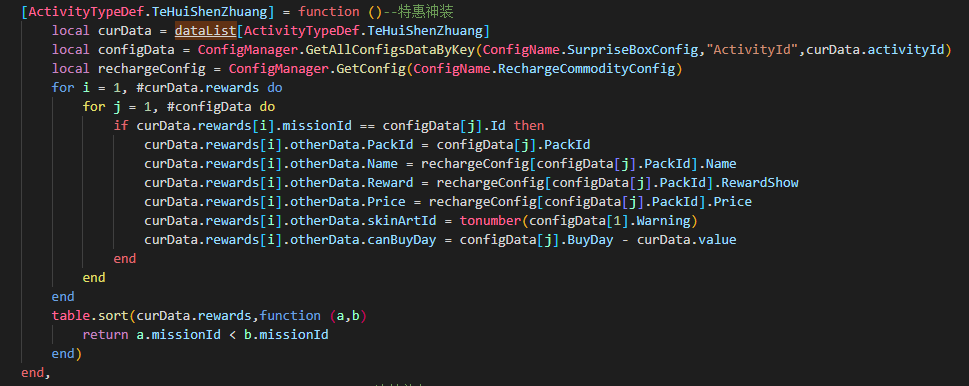 [ActivityTypeDef.TeHuiShenZhuang] = function ()--特惠神装
local curData = dataList[ActivityTypeDef.TeHuiShenZhuang]
local configData = ConfigManager.GetAllConfigsDataByKey(ConfigName.SurpriseBoxConfig,"ActivityId",curData.activityId)
local rechargeConfig = ConfigManager.GetConfig(ConfigName.RechargeCommodityConfig)
for i = 1, #curData.rewards do
for j = 1, #configData do
if curData.rewards[i].missionId == configData[j].Id then
curData.rewards[i].otherData.PackId = configData[j].PackId
curData.rewards[i].otherData.Name = rechargeConfig[configData[j].PackId].Name
curData.rewards[i].otherData.Reward = rechargeConfig[configData[j].PackId].RewardShow
curData.rewards[i].otherData.Price = rechargeConfig[configData[j].PackId].Price
curData.rewards[i].otherData.skinArtId = tonumber(configData[1].Warning)
curData.rewards[i].otherData.canBuyDay = configData[j].BuyDay - curData.value
end
end
end
table.sort(curData.rewards,function (a,b)
return a.missionId < b.missionId
end)
end,